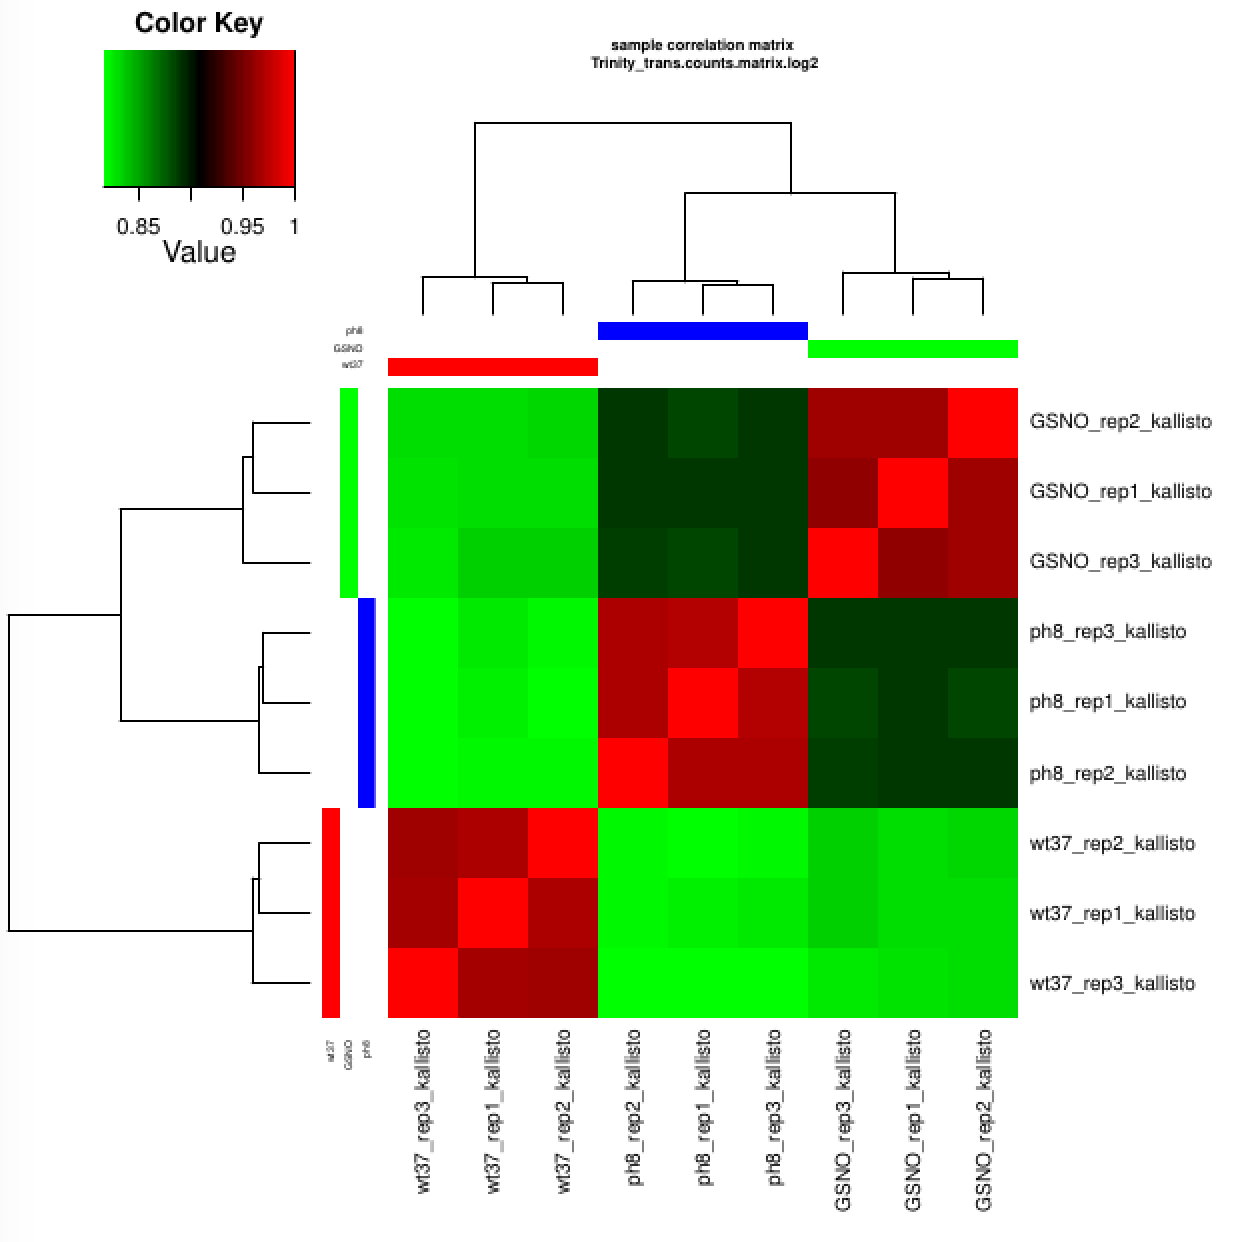 Color Key
0.85 0.95 1
Value
sample correlation matrix
Trinity_trans.counts.matrix.log2
ph8
GSNO
wt37
GSNO_rep2_kallisto
GSNO_rep1_kallisto
GSNO_rep3_kallisto
ph8_rep3_kallisto
ph8_rep1_kallisto
ph8_rep2_kallisto
wt37_rep2_kallisto
wt37_rep1_kallisto
wt37_rep3_kallisto
wt37
GSNO
ph8
wt37_rep3_kallisto
wt37_rep1_kallisto
wt37_rep2_kallisto
ph8_rep2_kallisto
ph8_rep1_kallisto
ph8_rep3_kallisto
GSNO_rep3_kallisto
GSNO_rep1_kallisto
GSNO_rep2_kallisto